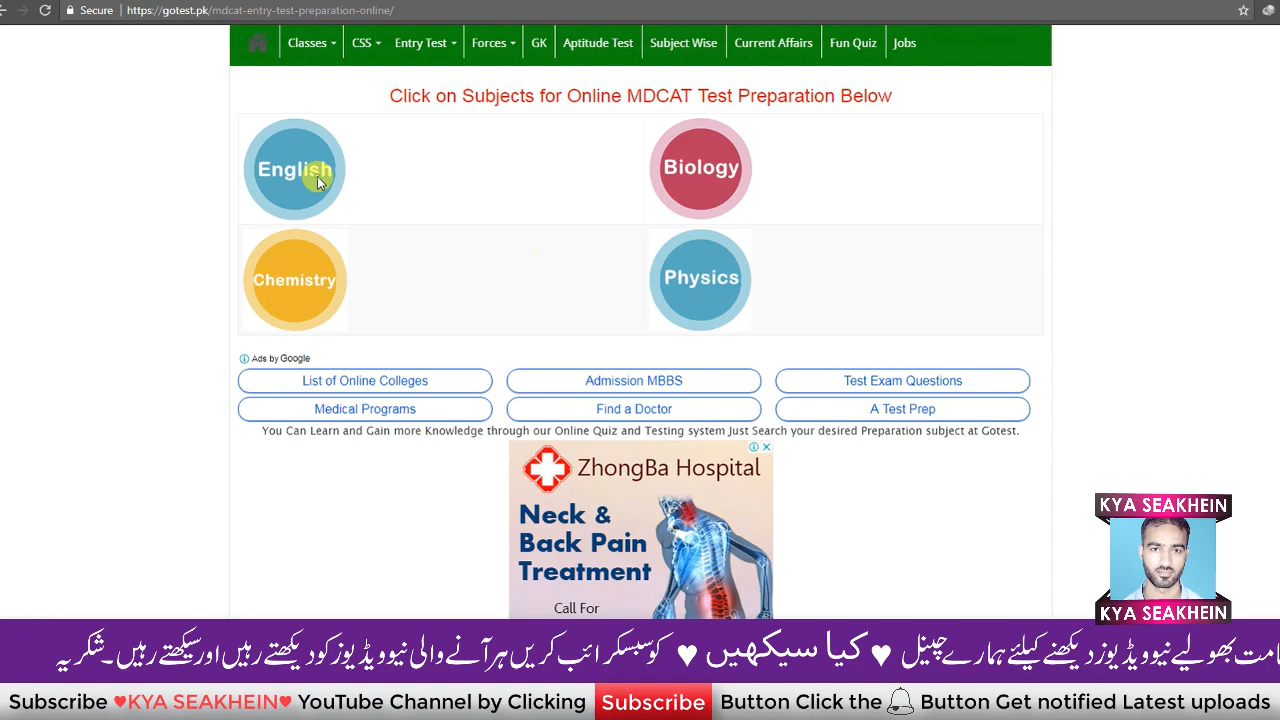 Secure https://gotest.pk/mdcat-entry-test-preparation-online/
Classes CSS Entry Test Forces GK Aptitude Test Subject Wise Current Affairs Fun Quiz Jobs
Click on Subjects for Online MDCAT Test Preparation Below
English Biology
Chemistry Physics
Ads by Google
List of Online Colleges Admission MBBS Test Exam Questions
Medical Programs Find a Doctor A Test Prep
You Can Learn and Gain more Knowledge through our Online Quiz and Testing system Just Search your desired Preparation subject at Gotest.
ZhongBa Hospital
Neck &
Back Pain
Treatment
Call For
KYA SEAKHEIN
KYA SEAKHEIN
مت بھولیے نیو ویڈیوز دیکھنے کیلئے ہمارے چینل ♥ کیا سیکھیں ♥ کو سبسکرائب کریں ہر آنے والی نیو ویڈیوز کو دیکھتے رہیں اور سیکھتے رہیں۔ شکریہ
Subscribe ♥KYA SEAKHEIN♥ YouTube Channel by Clicking Subscribe Button Click the Button Get notified Latest uploads